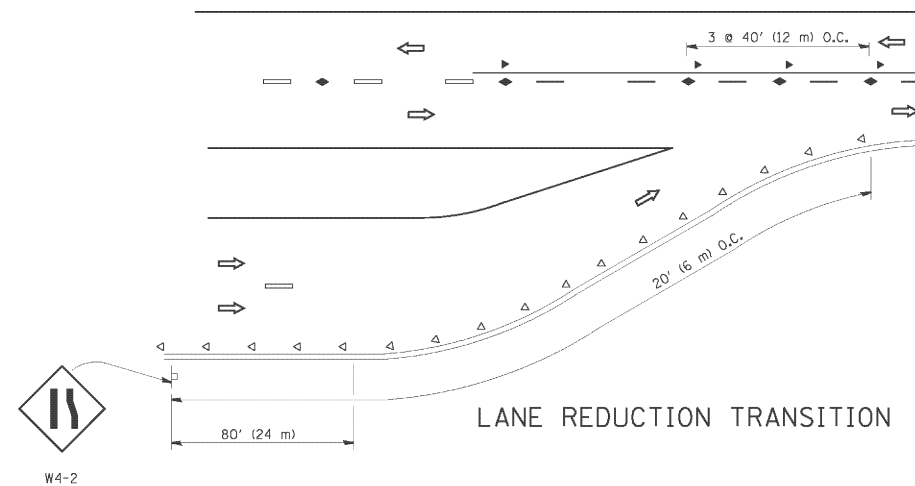 3 @ 40' (12 m) O.C.
20' (6 m) O.C.
80' (24 m)
LANE REDUCTION TRANSITION
W4-2